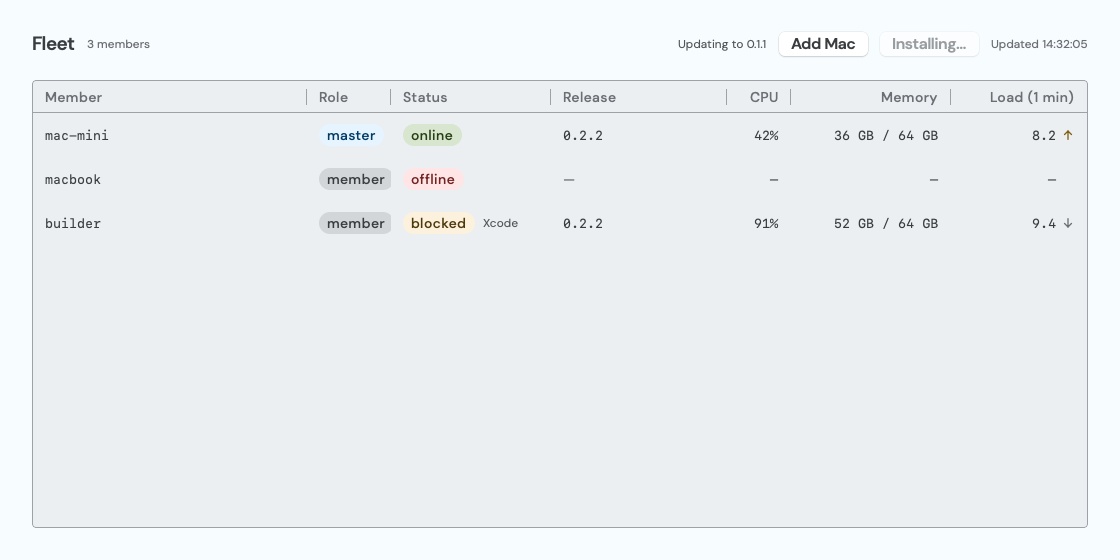 Fleet 3 members Updating to 0.1.1 Add Mac Installing... Updated 14:32:05
Member Role Status Release CPU Memory Load (1 min)
mac-mini master online 0.2.2 42% 36 GB / 64 GB 8.2 ↑
macbook member offline — — — —
builder member blocked Xcode 0.2.2 91% 52 GB / 64 GB 9.4 ↓